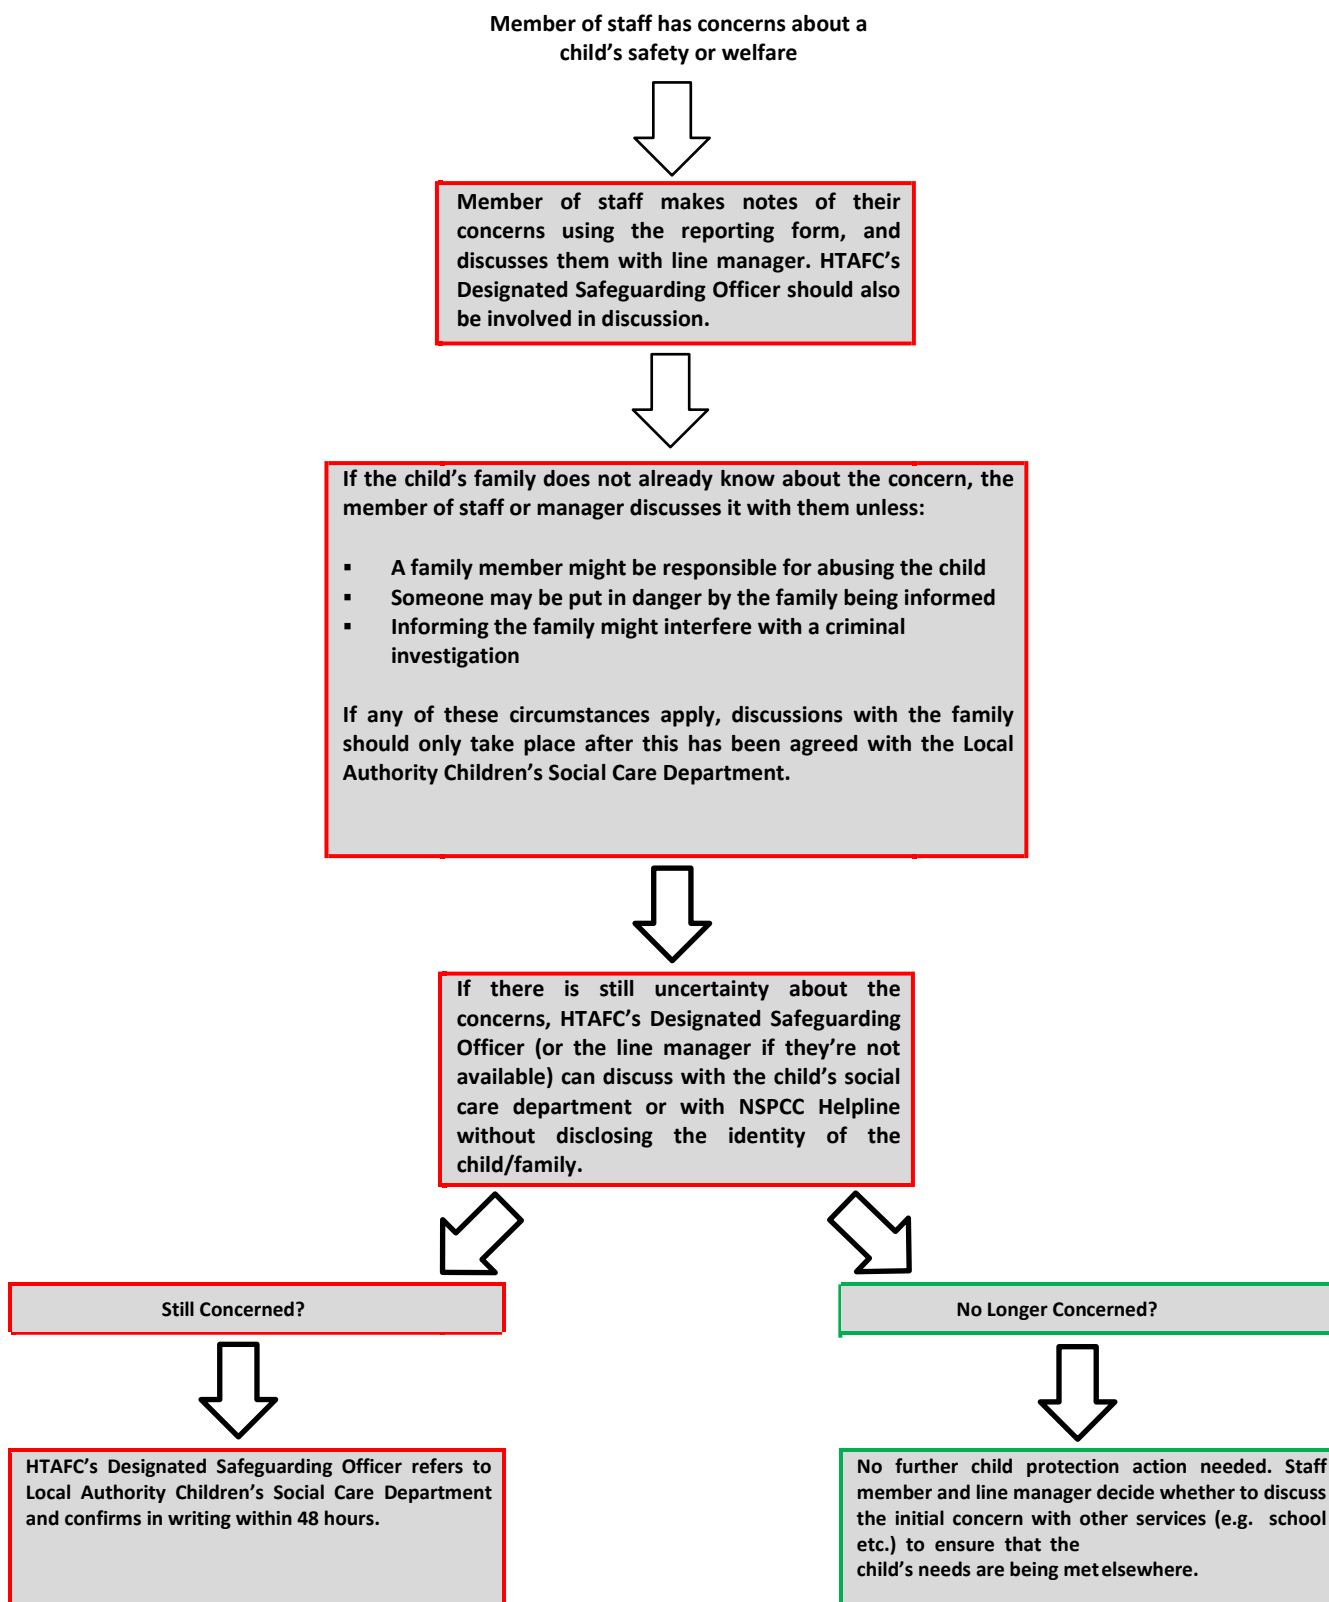 Member of staff has concerns about a
child’s safety or welfare
Member of staff makes notes of their
concerns using the reporting form, and
discusses them with line manager. HTAFC’s
Designated Safeguarding Officer should also
be involved in discussion.
If the child’s family does not already know about the concern, the
member of staff or manager discusses it with them unless:
▪ A family member might be responsible for abusing the child
▪ Someone may be put in danger by the family being informed
▪ Informing the family might interfere with a criminal
investigation
If any of these circumstances apply, discussions with the family
should only take place after this has been agreed with the Local
Authority Children’s Social Care Department.
If there is still uncertainty about the
concerns, HTAFC’s Designated Safeguarding
Officer (or the line manager if they’re not
available) can discuss with the child’s social
care department or with NSPCC Helpline
without disclosing the identity of the
child/family.
Still Concerned?
HTAFC’s Designated Safeguarding Officer refers to
Local Authority Children’s Social Care Department
and confirms in writing within 48 hours.
No Longer Concerned?
No further child protection action needed. Staff
member and line manager decide whether to discuss
the initial concern with other services (e.g. school
etc.) to ensure that the
child’s needs are being met elsewhere.